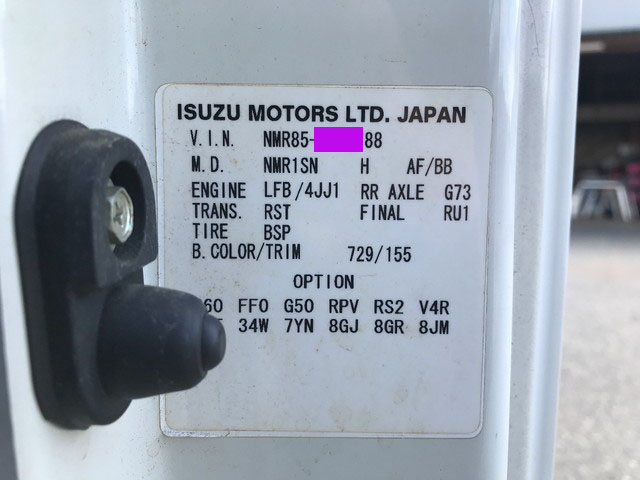 ISUZU MOTORS LTD. JAPAN
V.I.N. NMR85- 88
M.D. NMR1SN H AF/BB
ENGINE LFB/4JJ1 RR AXLE G73
TRANS. RST FINAL RU1
TIRE BSP
B.COLOR/TRIM 729/155
OPTION
FFO G50 RPV RS2 V4R
34W 7YN 8GJ 8GR 8JM